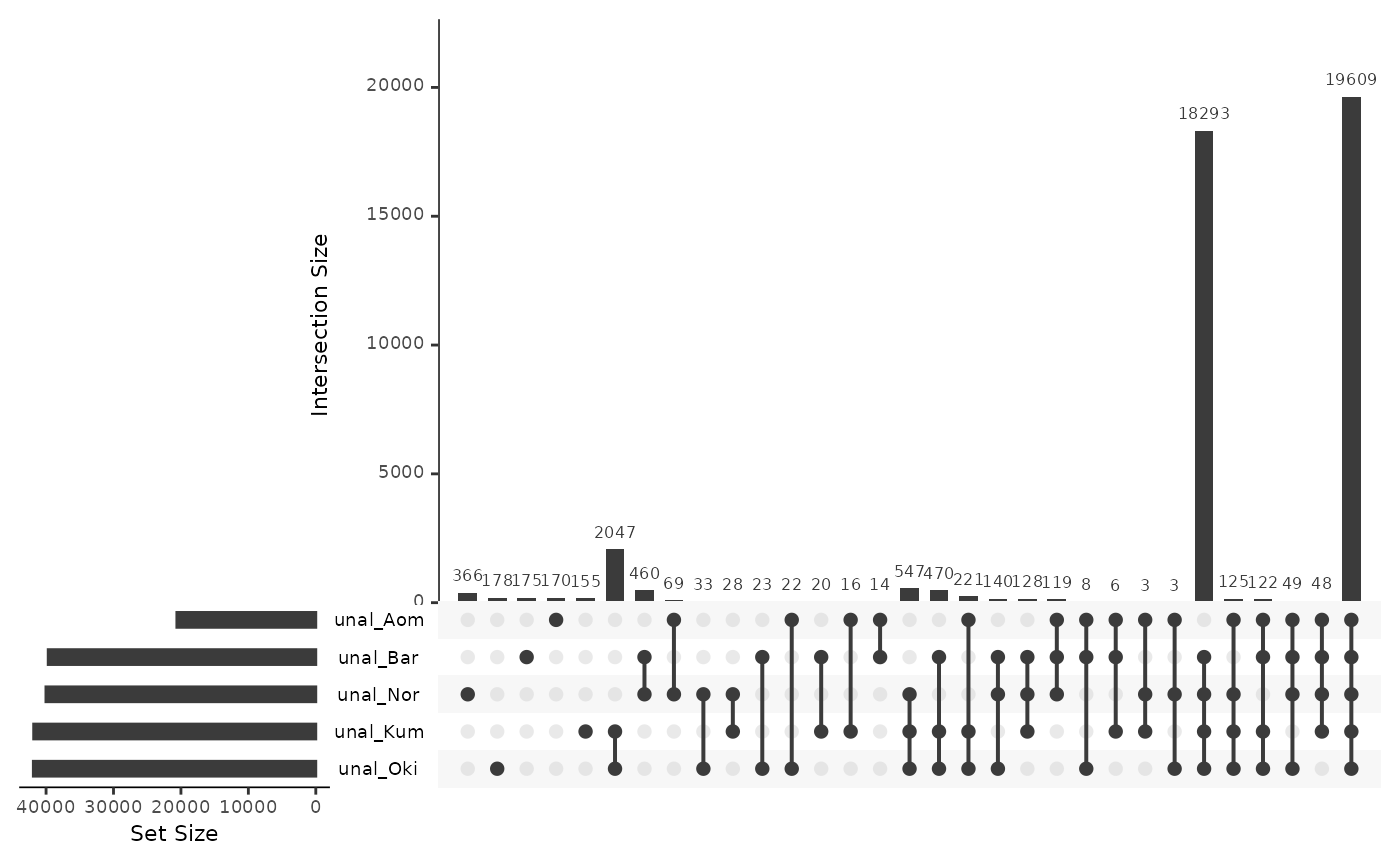 19609
20000
18293
15000
Intersection Size
10000
5000
2047
366 178 175 170 155 460 69 33 28 23 22 20 16 14 547 470 221 140 128 119 8 6 3 3 125 122 49 48
0
unal_Aom
unal_Bar
unal_Nor
unal_Kum
unal_Oki
40000 30000 20000 10000 0
Set Size